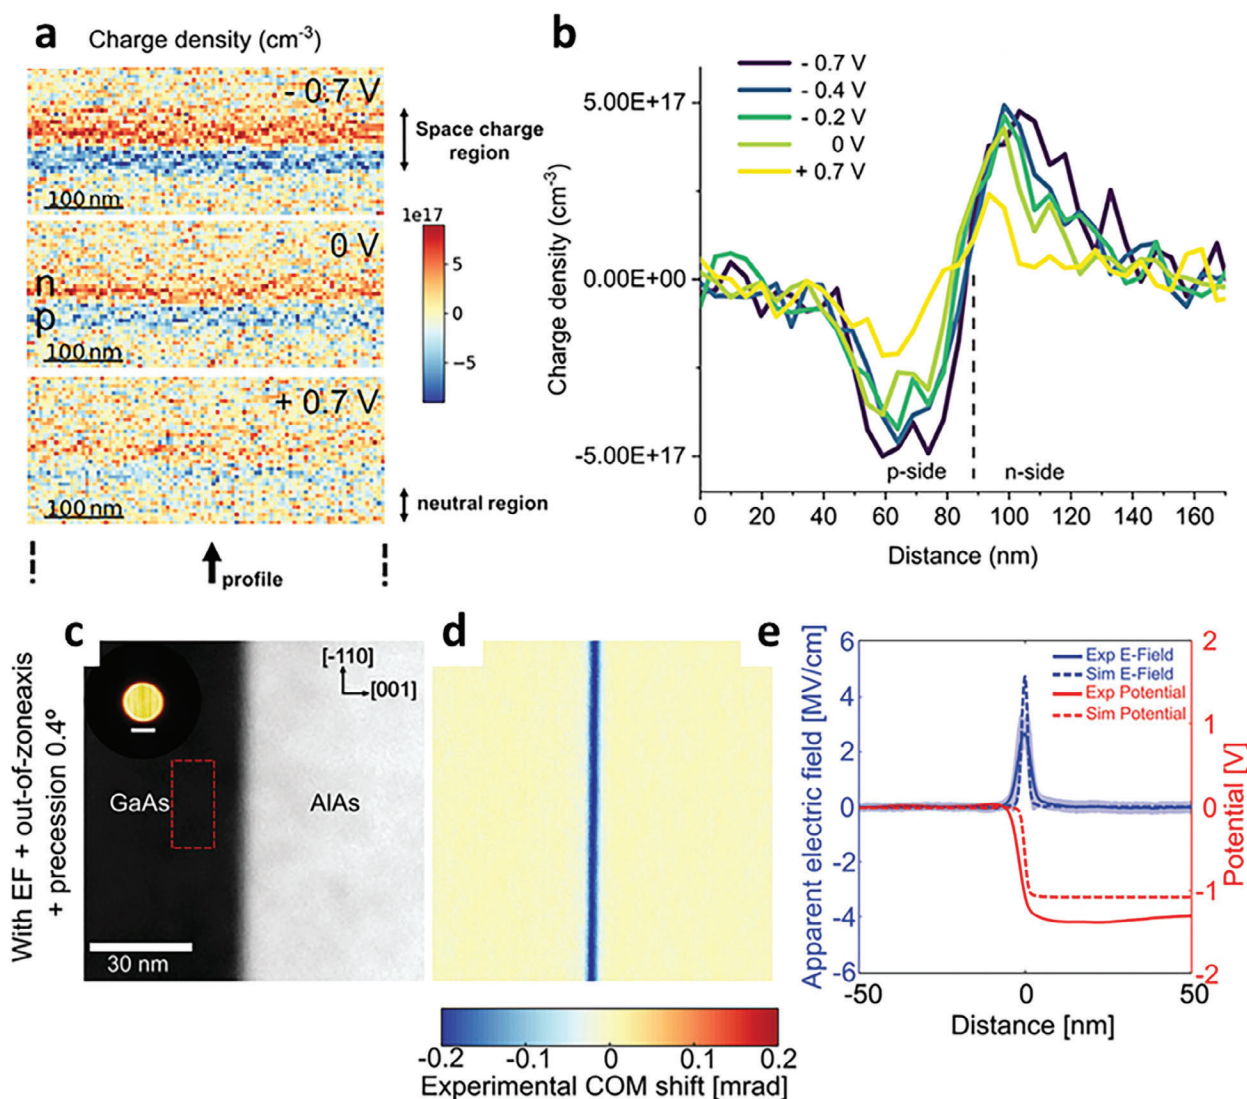 a
Charge density (cm-3)
- 0.7 V
Space charge
region
100 nm
1e17
5
0
-5
0 V
n
p
100 nm
+ 0.7 V
100 nm
neutral region
profile
b
- 0.7 V
- 0.4 V
- 0.2 V
0 V
+ 0.7 V
Charge density (cm-3)
5.00E+17
0.00E+00
-5.00E+17
p-side
n-side
0 20 40 60 80 100 120 140 160
Distance (nm)
With EF + out-of-zoneaxis
+ precession 0.4º
c
[-110]
[001]
GaAs
AlAs
30 nm
d
-0.2 -0.1 0 0.1 0.2
Experimental COM shift [mrad]
e
Exp E-Field
Sim E-Field
Exp Potential
Sim Potential
Apparent electric field [MV/cm]
6
4
2
0
-2
-4
-6
2
1
0
-1
-2
Potential [V]
-50 0 50
Distance [nm]